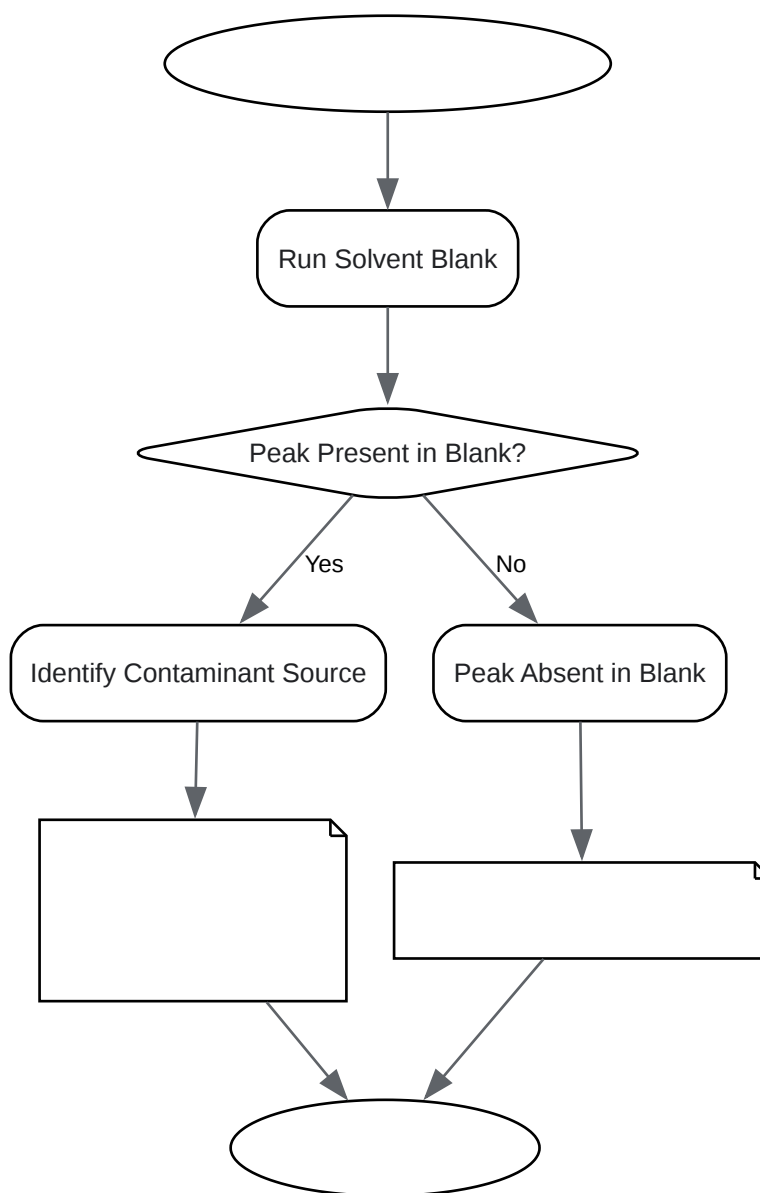 Run Solvent Blank
Peak Present in Blank?
Yes
No
Identify Contaminant Source
Peak Absent in Blank